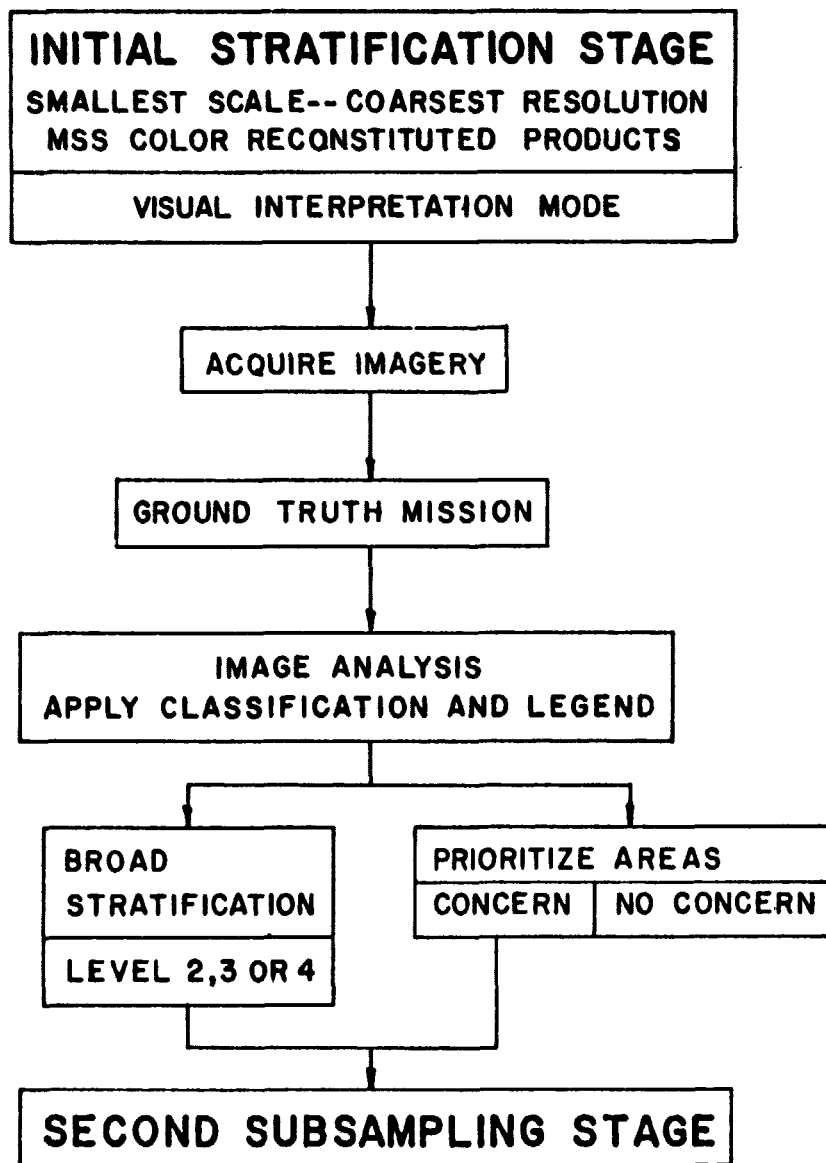 INITIAL STRATIFICATION STAGE
SMALLEST SCALE--COARSEST RESOLUTION
MSS COLOR RECONSTITUTED PRODUCTS
VISUAL INTERPRETATION MODE
ACQUIRE IMAGERY
GROUND TRUTH MISSION
IMAGE ANALYSIS
APPLY CLASSIFICATION AND LEGEND
BROAD
STRATIFICATION
LEVEL 2,3 OR 4
PRIORITIZE AREAS
CONCERN
NO CONCERN
SECOND SUBSAMPLING STAGE